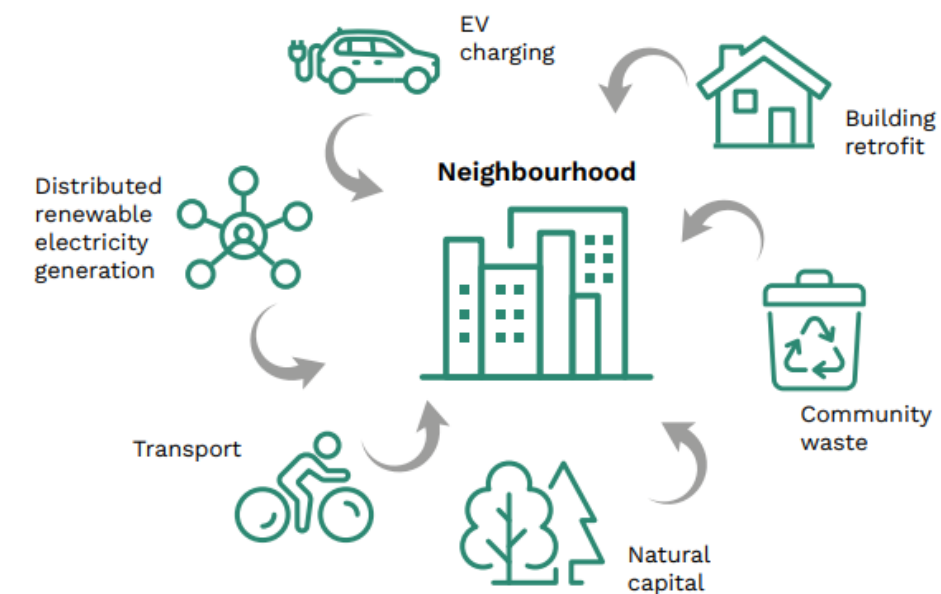 EV
charging
Building
retrofit
Neighbourhood
Distributed
renewable
electricity
generation
Community
waste
Transport
Natural
capital